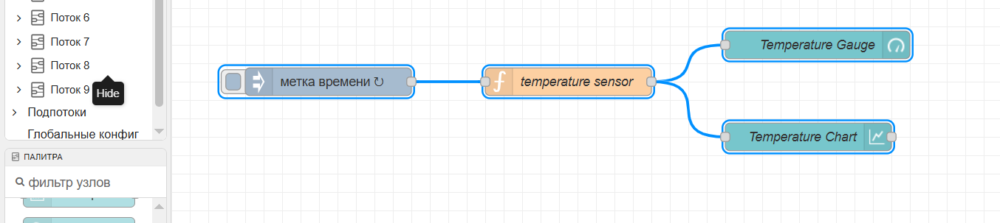 Поток 6
Поток 7
Поток 8
Поток 9
Hide
Подпотоки
Глобальные конфиг
ПАЛИТРА
фильтр узлов
метка времени ↻
temperature sensor
Temperature Gauge
Temperature Chart